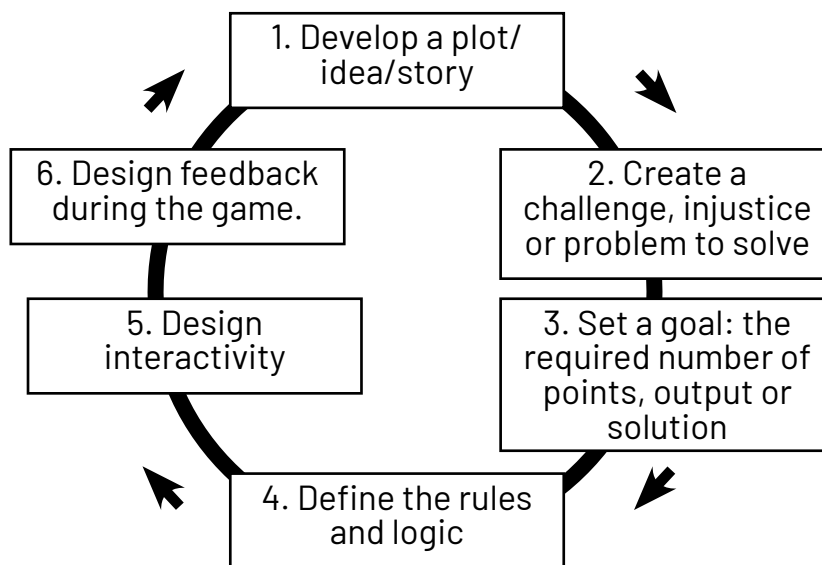 1. Develop a plot/
idea/story
2. Create a
challenge, injustice
or problem to solve
3. Set a goal: the
required number of
points, output or
solution
4. Define the rules
and logic
5. Design
interactivity
6. Design feedback
during the game.